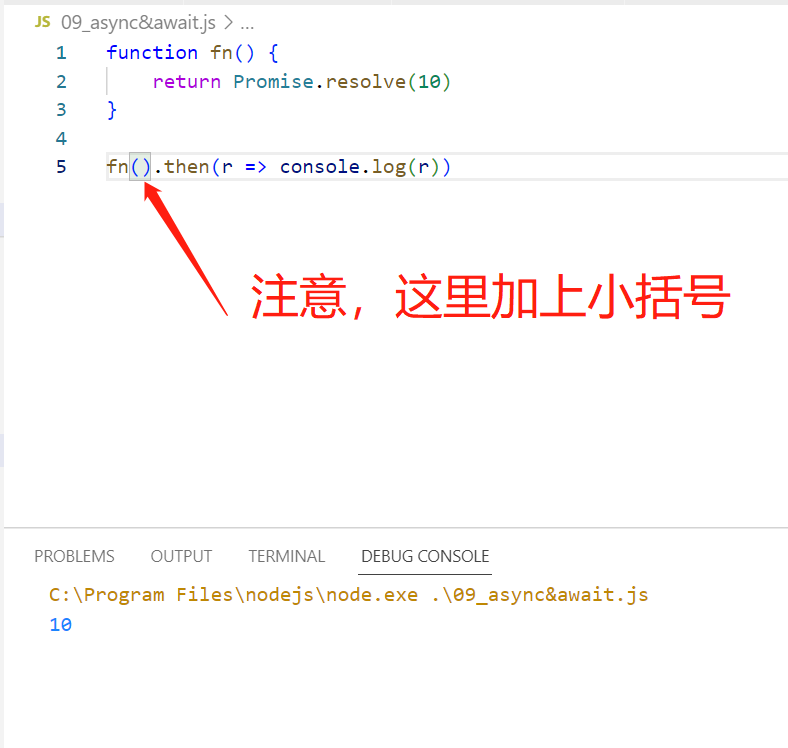 JS 09_async&await.js > ...
1 function fn() {
2 return Promise.resolve(10)
3 }
4
5 fn().then(r => console.log(r))
注意，这里加上小括号
PROBLEMS OUTPUT TERMINAL DEBUG CONSOLE
C:\Program Files\nodejs\node.exe .\09_async&await.js
10